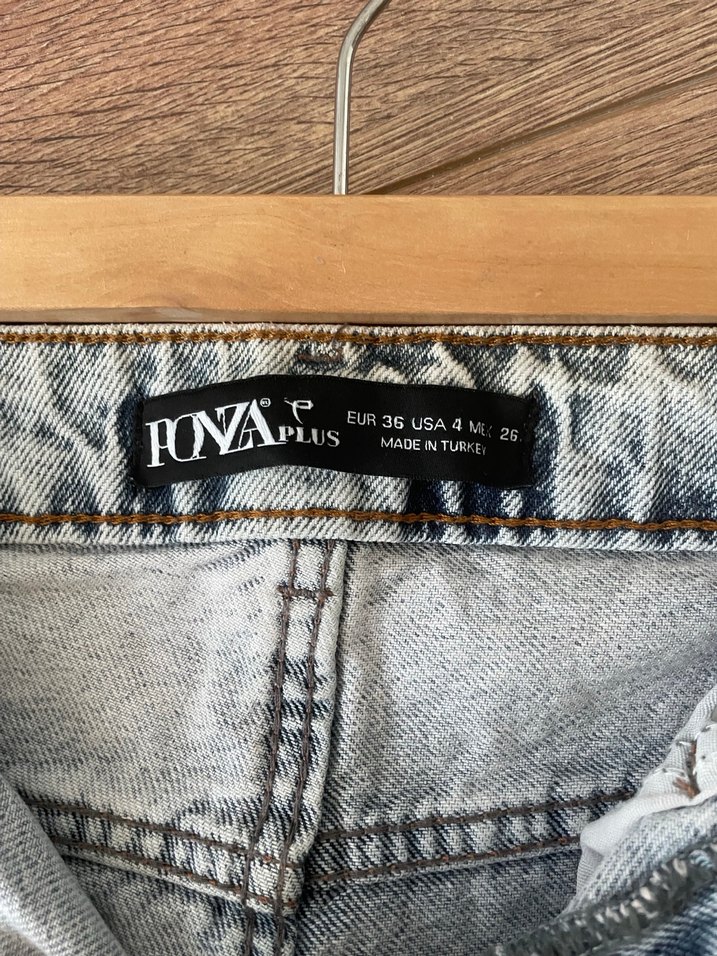 PONZA® PLUS
EUR 36 USA 4 MEX 26
MADE IN TURKEY